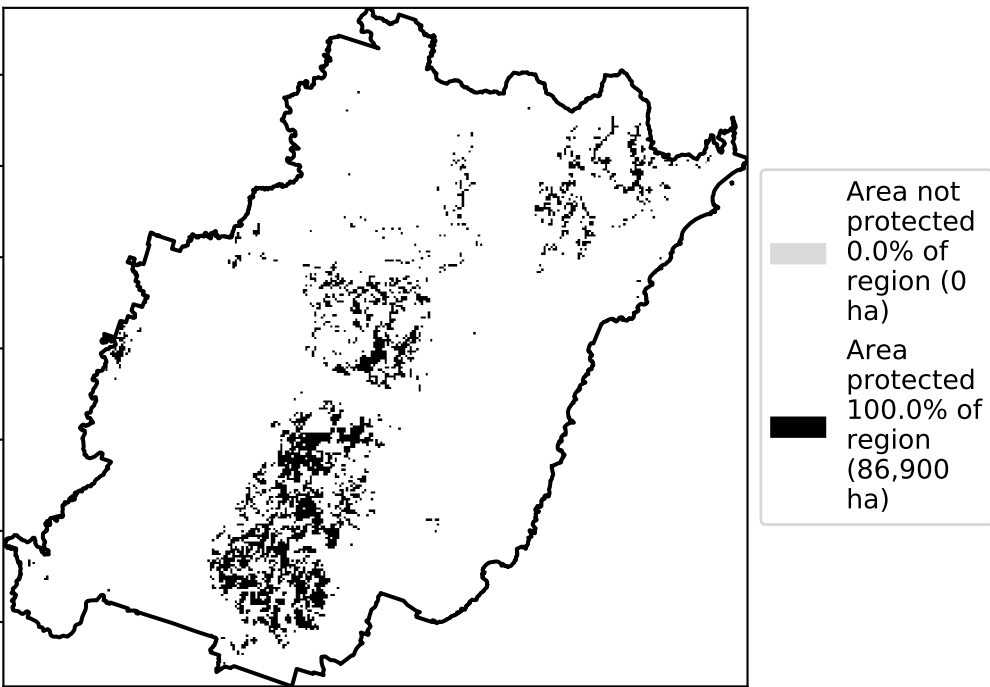 Area not
protected
0.0% of
region (0
ha)
Area
protected
100.0% of
region
(86,900
ha)